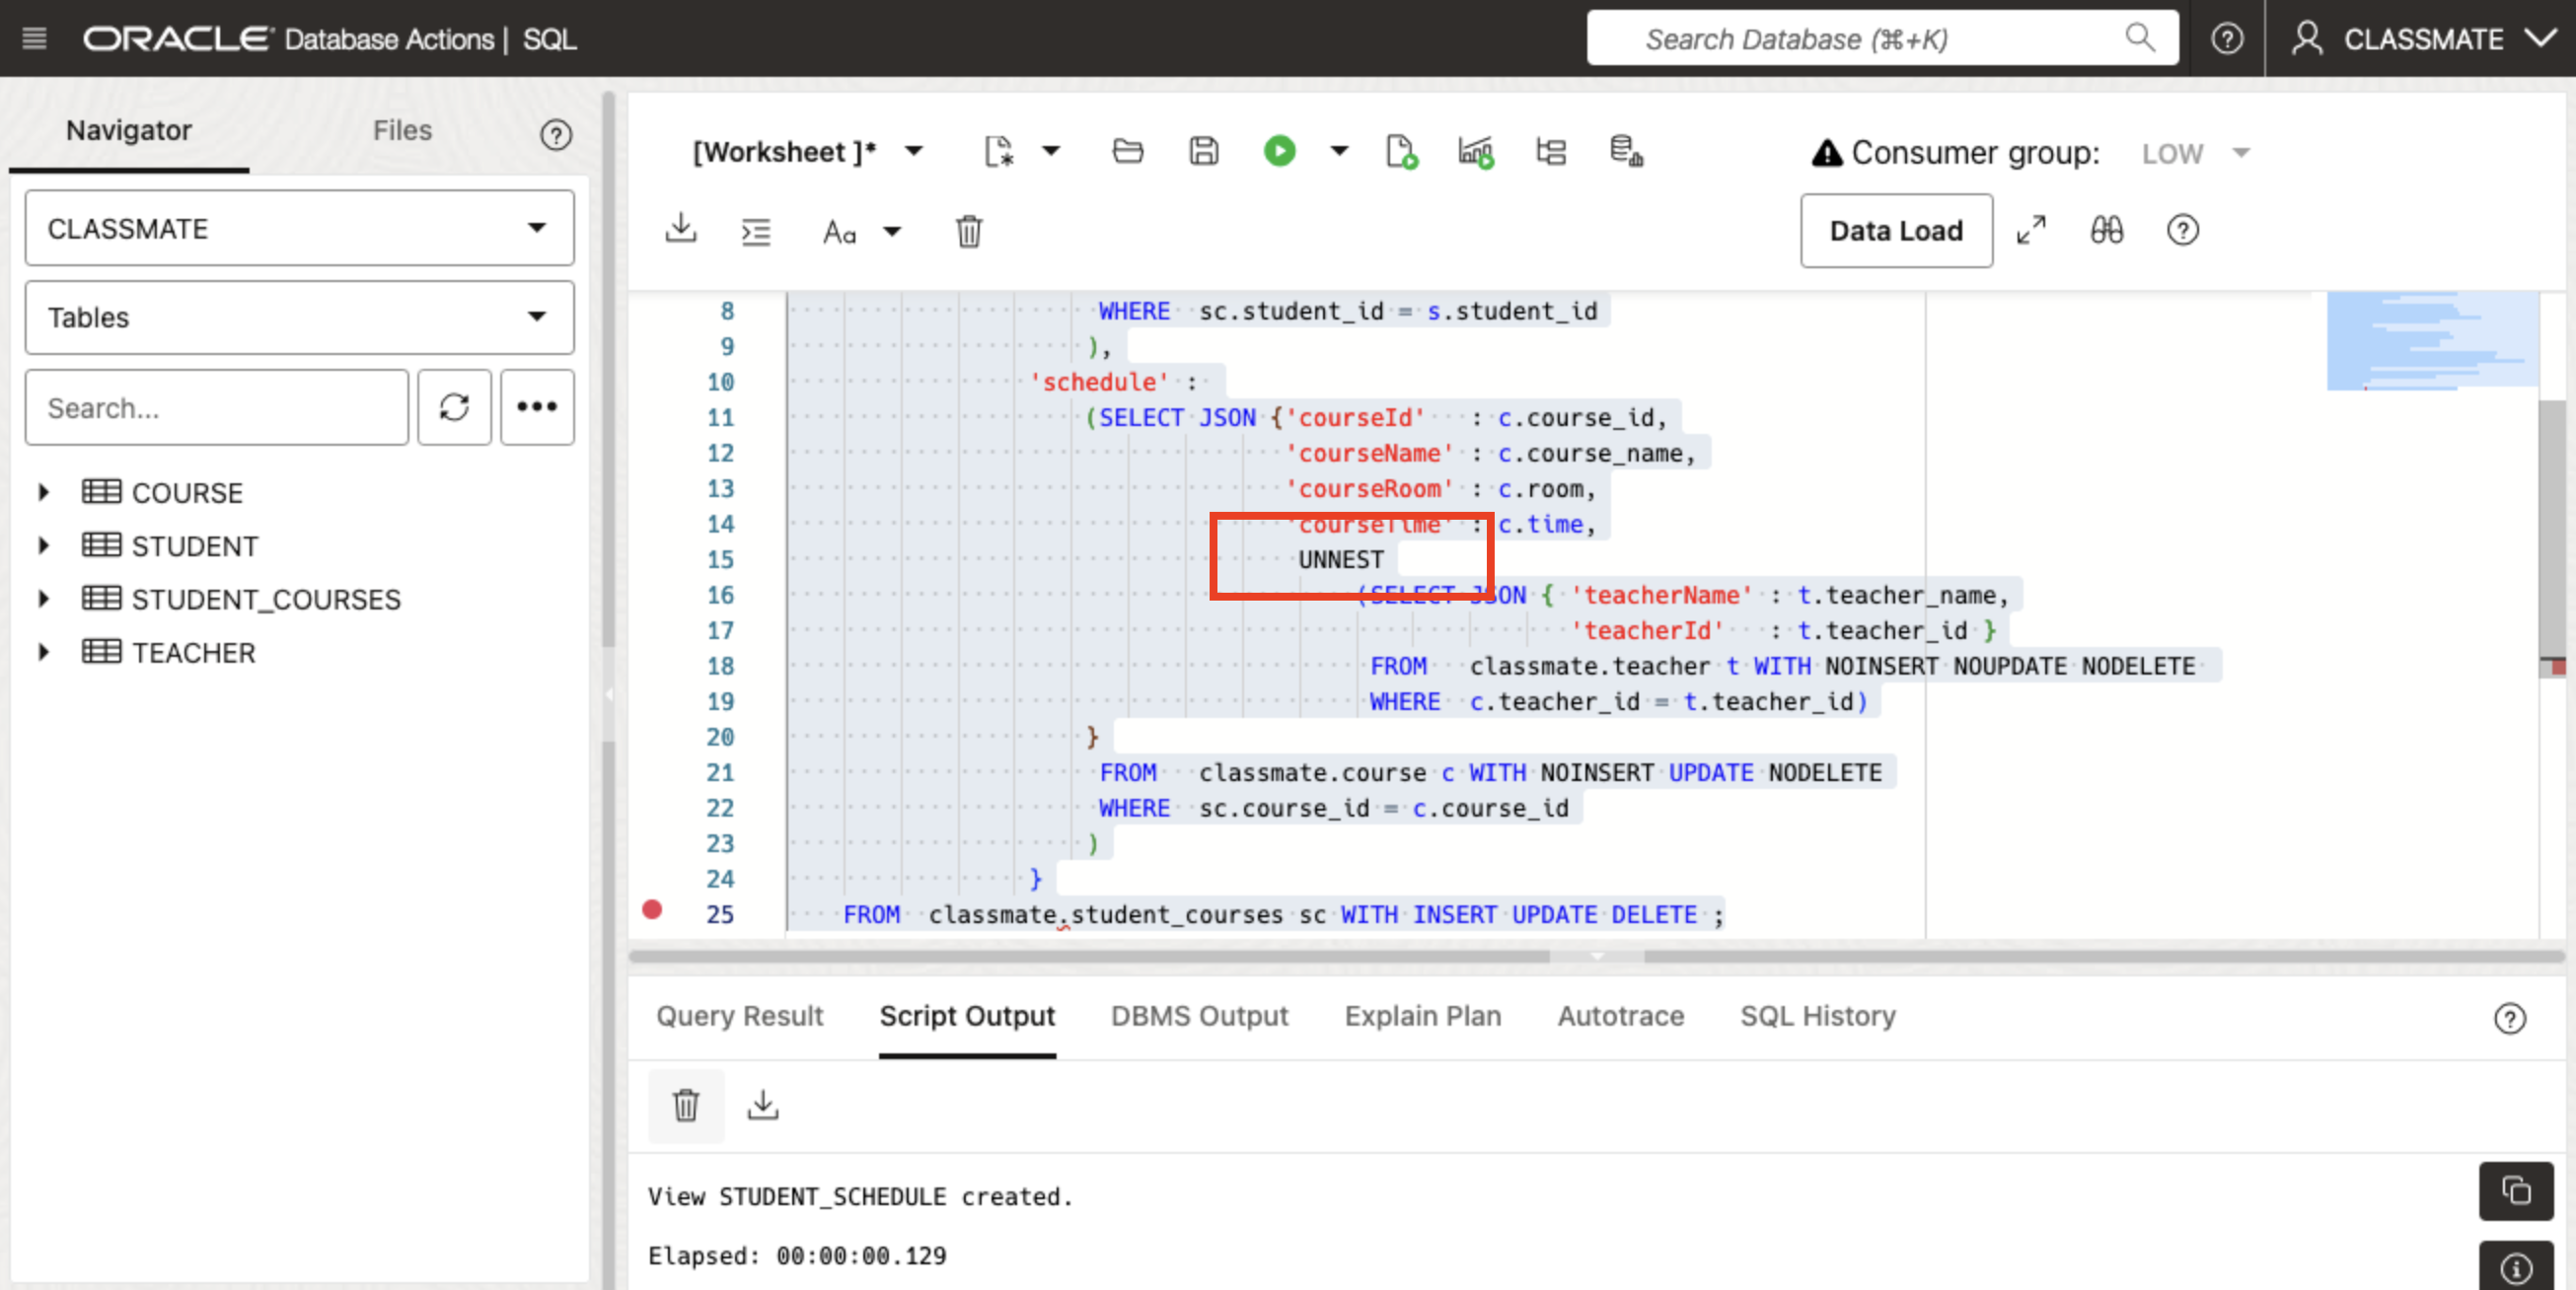 ORACLE Database Actions | SQL
Search Database (⌘+K)
CLASSMATE
Navigator
Files
CLASSMATE
Tables
Search...
COURSE
STUDENT
STUDENT_COURSES
TEACHER
[Worksheet ]*
Consumer group: LOW
Aa
Data Load
8 WHERE sc.student_id = s.student_id
9 ),
10 'schedule' :
11 (SELECT JSON {'courseId' : c.course_id,
12 'courseName' : c.course_name,
13 'courseRoom' : c.room,
14 'courseTime' : c.time,
15 UNNEST
16 (SELECT JSON { 'teacherName' : t.teacher_name,
17 'teacherId' : t.teacher_id }
18 FROM classmate.teacher t WITH NOINSERT NOUPDATE NODELETE
19 WHERE c.teacher_id = t.teacher_id)
20 }
21 FROM classmate.course c WITH NOINSERT UPDATE NODELETE
22 WHERE sc.course_id = c.course_id
23 )
24 }
25 FROM classmate.student_courses sc WITH INSERT UPDATE DELETE ;
Query Result
Script Output
DBMS Output
Explain Plan
Autotrace
SQL History
View STUDENT_SCHEDULE created.
Elapsed: 00:00:00.129